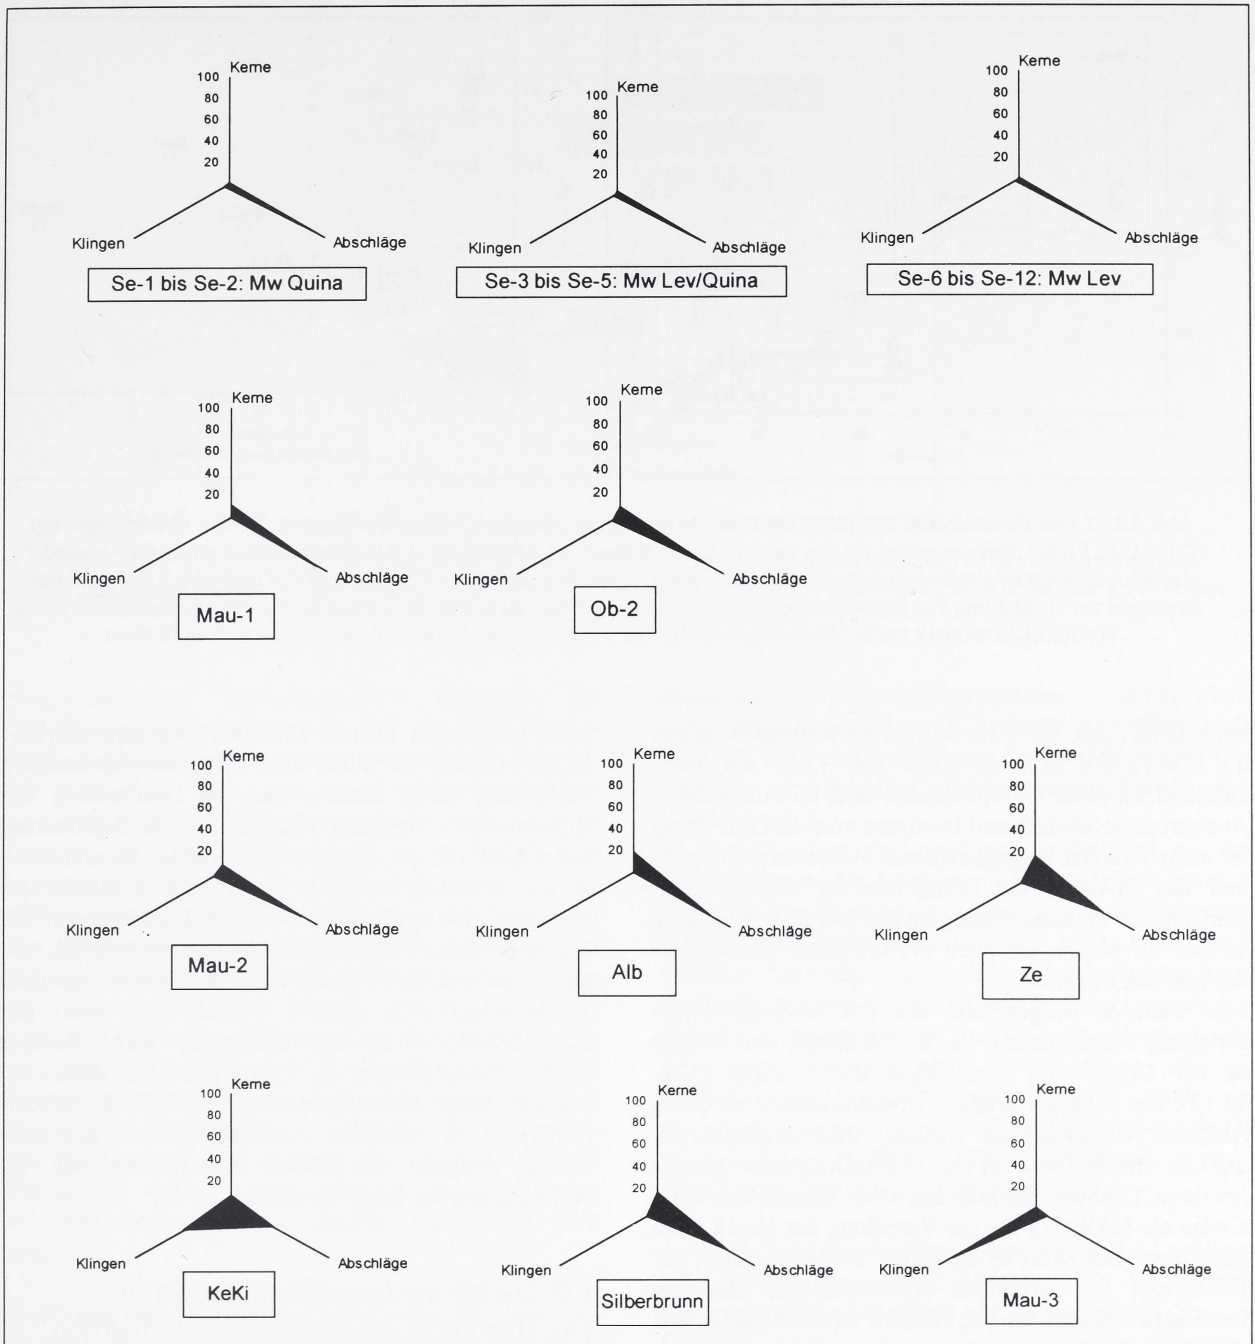 Kerne
100
80
60
40
20
Klingen
Abschläge
Se-1 bis Se-2: Mw Quina
Kerne
100
80
60
40
20
Klingen
Abschläge
Se-3 bis Se-5: Mw Lev/Quina
Kerne
100
80
60
40
20
Klingen
Abschläge
Se-6 bis Se-12: Mw Lev
Kerne
100
80
60
40
20
Klingen
Abschläge
Mau-1
Kerne
100
80
60
40
20
Klingen
Abschläge
Ob-2
Kerne
100
80
60
40
20
Klingen
Abschläge
Mau-2
Kerne
100
80
60
40
20
Klingen
Abschläge
Alb
Kerne
100
80
60
40
20
Klingen
Abschläge
Ze
Kerne
100
80
60
40
20
Klingen
Abschläge
KeKi
Kerne
100
80
60
40
20
Klingen
Abschläge
Silberbrunn
Kerne
100
80
60
40
20
Klingen
Abschläge
Mau-3